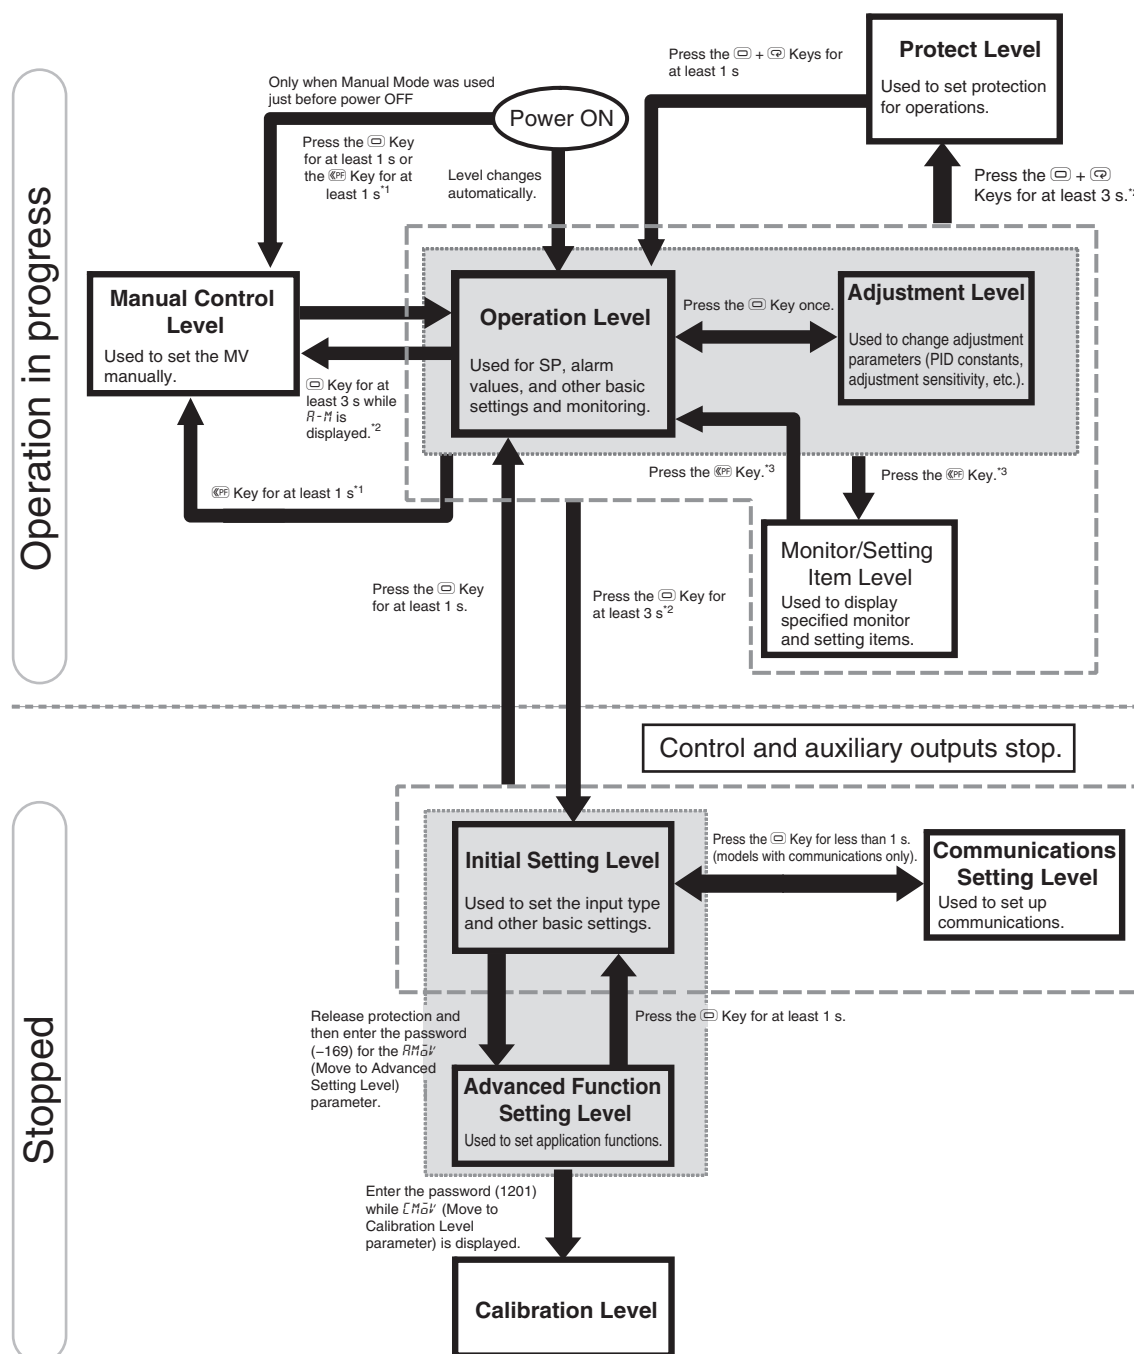 Operation in progress
Only when Manual Mode was used
just before power OFF
Power ON
Press the Key
for at least 1 s or
the PF Key for at
least 1 s*1
Level changes
automatically.
Press the + Keys for
at least 1 s
Protect Level
Used to set protection
for operations.
Press the +
Keys for at least 3 s.
Manual Control
Level
Used to set the MV
manually.
Operation Level
Used for SP, alarm
values, and other basic
settings and monitoring.
Press the Key once.
Adjustment Level
Used to change adjustment
parameters (PID constants,
adjustment sensitivity, etc.).
Key for at
least 3 s while
A-M is
displayed.*2
PF Key for at least 1 s*1
Press the PF Key.*3
Press the PF Key.*3
Monitor/Setting
Item Level
Used to display
specified monitor
and setting items.
Press the Key
for at least 1 s.
Press the Key for
at least 3 s*2
Control and auxiliary outputs stop.
Stopped
Initial Setting Level
Used to set the input type
and other basic settings.
Press the Key for less than 1 s.
(models with communications only).
Communications
Setting Level
Used to set up
communications.
Release protection and
then enter the password
(−169) for the AMoV
(Move to Advanced
Setting Level)
parameter.
Press the Key for at least 1 s.
Advanced Function
Setting Level
Used to set application functions.
Enter the password (1201)
while CMoV (Move to
Calibration Level
parameter) is displayed.
Calibration Level